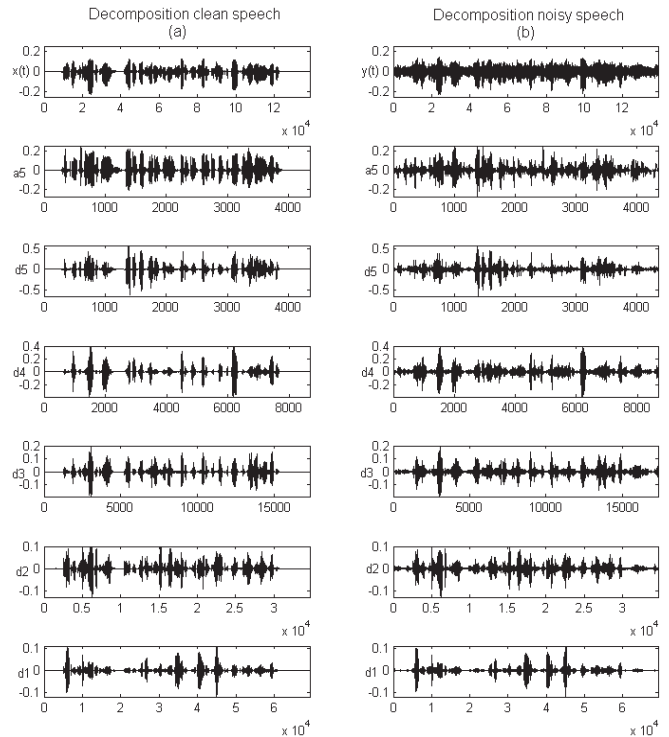 Decomposition clean speech
(a)
Decomposition noisy speech
(b)
0.2
x(t) 0
-0.2
0 2 4 6 8 10 12
x 10^4
0.2
y(t) 0
-0.2
0 2 4 6 8 10 12
x 10^4
0.2
a5 0
-0.2
0 1000 2000 3000 4000
0.2
a5 0
-0.2
0 1000 2000 3000 4000
0.5
d5 0
-0.5
0 1000 2000 3000 4000
0.5
d5 0
-0.5
0 1000 2000 3000 4000
0.4
0.2
d4 0
-0.2
0 2000 4000 6000 8000
0.4
0.2
d4 0
-0.2
0 2000 4000 6000 8000
0.2
0.1
d3 0
-0.1
0 5000 10000 15000
0.2
0.1
d3 0
-0.1
0 5000 10000 15000
0.1
d2 0
-0.1
0 0.5 1 1.5 2 2.5 3
x 10^4
0.1
d2 0
-0.1
0 0.5 1 1.5 2 2.5 3
x 10^4
0.1
d1 0
-0.1
0 1 2 3 4 5 6
x 10^4
0.1
d1 0
-0.1
0 1 2 3 4 5 6
x 10^4